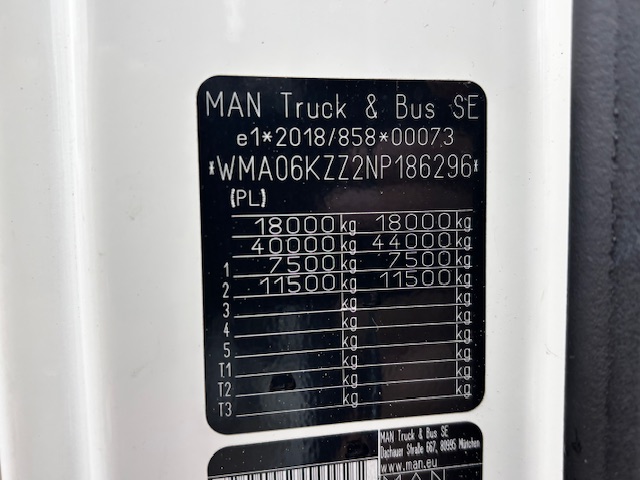 MAN Truck & Bus SE
e1*2018/858*00073
*WMA06KZZ2NP186296*
(PL)
18000 kg 18000 kg
40000 kg 44000 kg
1 7500 kg 7500 kg
2 11500 kg 11500 kg
3 kg kg
4 kg kg
5 kg kg
T1 kg kg
T2 kg kg
T3 kg kg
MAN Truck & Bus SE
Dachauer Straße 667, 80995 München
www.man.eu
MAN